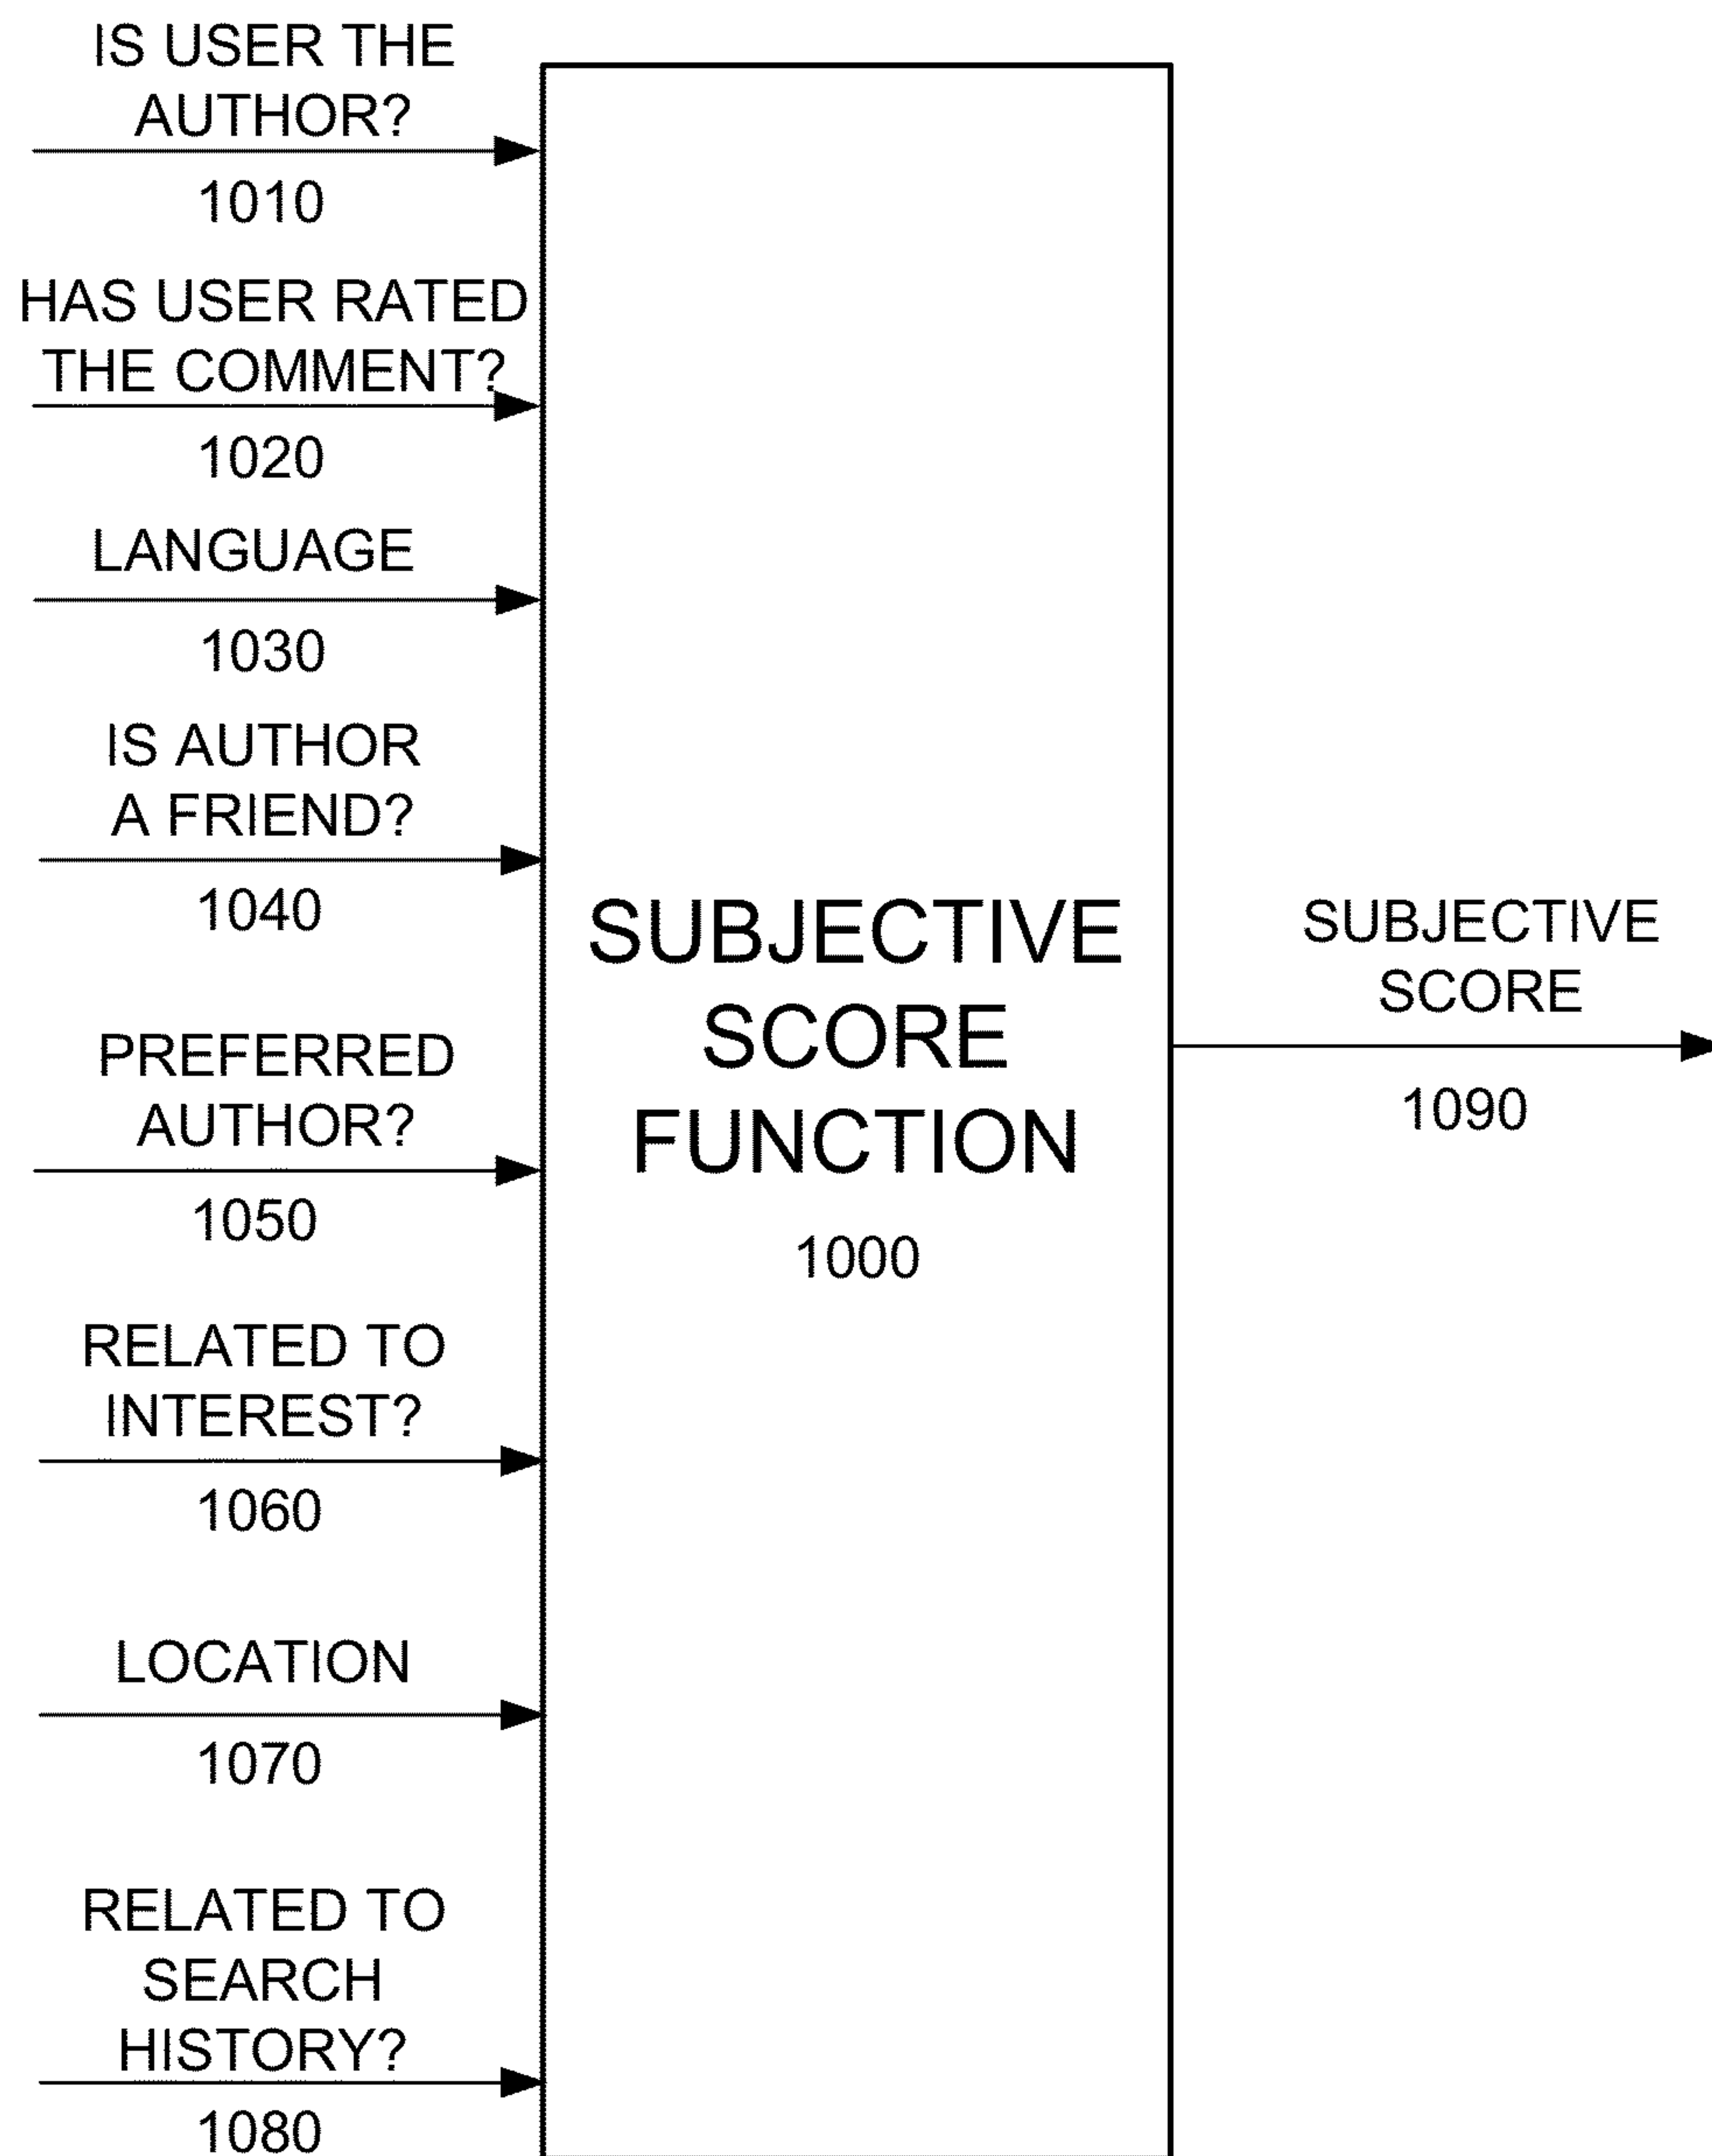 IS USER THE
AUTHOR?
1010
HAS USER RATED
THE COMMENT?
1020
LANGUAGE
1030
IS AUTHOR
A FRIEND?
1040
PREFERRED
AUTHOR?
1050
RELATED TO
INTEREST?
1060
LOCATION
1070
RELATED TO
SEARCH
HISTORY?
1080
SUBJECTIVE
SCORE
FUNCTION
1000
SUBJECTIVE
SCORE
1090